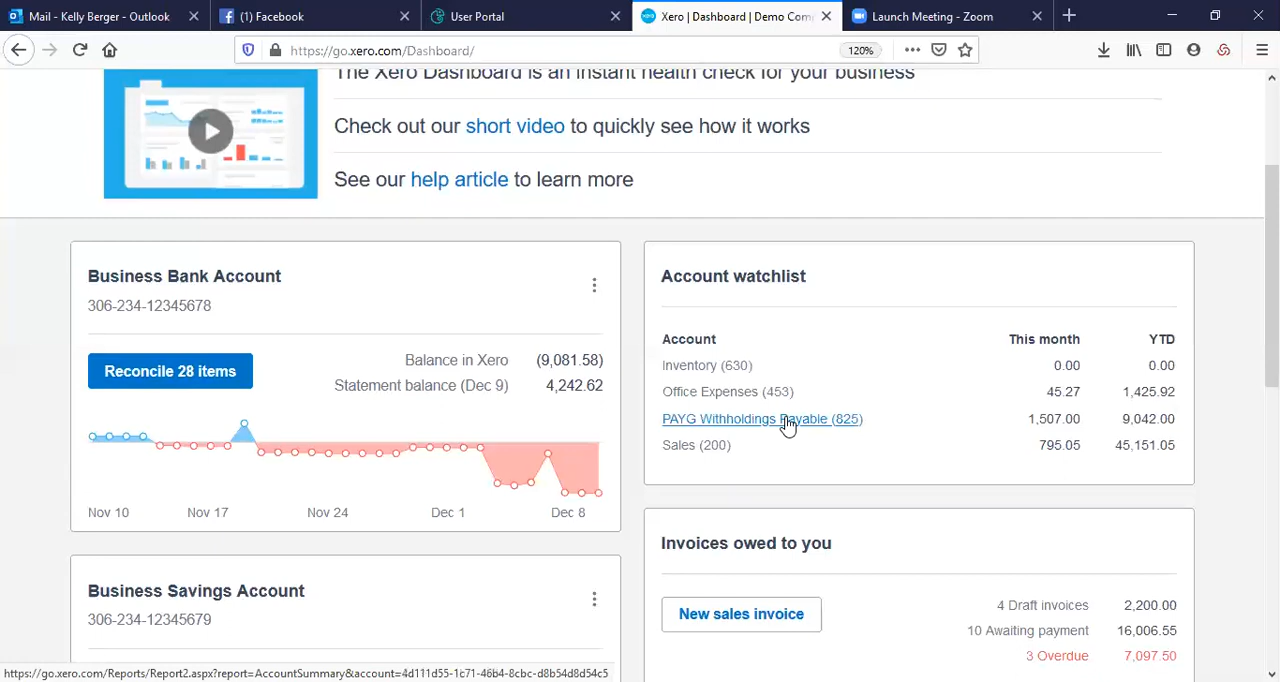 Mail - Kelly Berger - Outlook
(1) Facebook
User Portal
Xero | Dashboard | Demo Com
Launch Meeting - Zoom
https://go.xero.com/Dashboard/
120%
The Xero Dashboard is an instant health check for your business
Check out our short video to quickly see how it works
See our help article to learn more
Business Bank Account
306-234-12345678
Reconcile 28 items
Balance in Xero (9,081.58)
Statement balance (Dec 9) 4,242.62
Nov 10 Nov 17 Nov 24 Dec 1 Dec 8
Account watchlist
Account This month YTD
Inventory (630) 0.00 0.00
Office Expenses (453) 45.27 1,425.92
PAYG Withholdings Payable (825) 1,507.00 9,042.00
Sales (200) 795.05 45,151.05
Business Savings Account
306-234-12345679
Invoices owed to you
New sales invoice
4 Draft invoices 2,200.00
10 Awaiting payment 16,006.55
3 Overdue 7,097.50
https://go.xero.com/Reports/Report2.aspx?report=AccountSummary&account=4d111d55-1c71-46b4-8cbc-d8b54d8d54c5